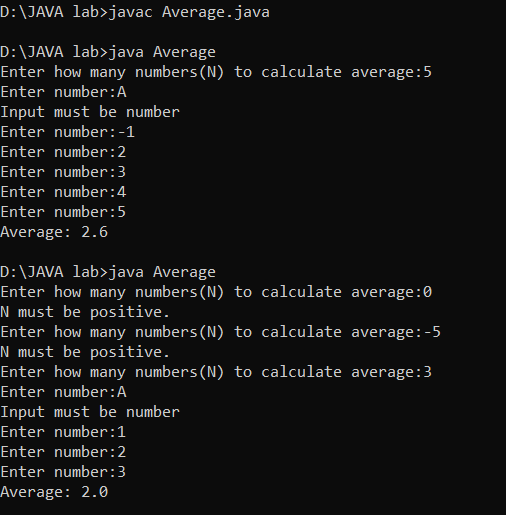 D:\JAVA lab>javac Average.java
D:\JAVA lab>java Average
Enter how many numbers(N) to calculate average:5
Enter number:A
Input must be number
Enter number:-1
Enter number:2
Enter number:3
Enter number:4
Enter number:5
Average: 2.6
D:\JAVA lab>java Average
Enter how many numbers(N) to calculate average:0
N must be positive.
Enter how many numbers(N) to calculate average:-5
N must be positive.
Enter how many numbers(N) to calculate average:3
Enter number:A
Input must be number
Enter number:1
Enter number:2
Enter number:3
Average: 2.0